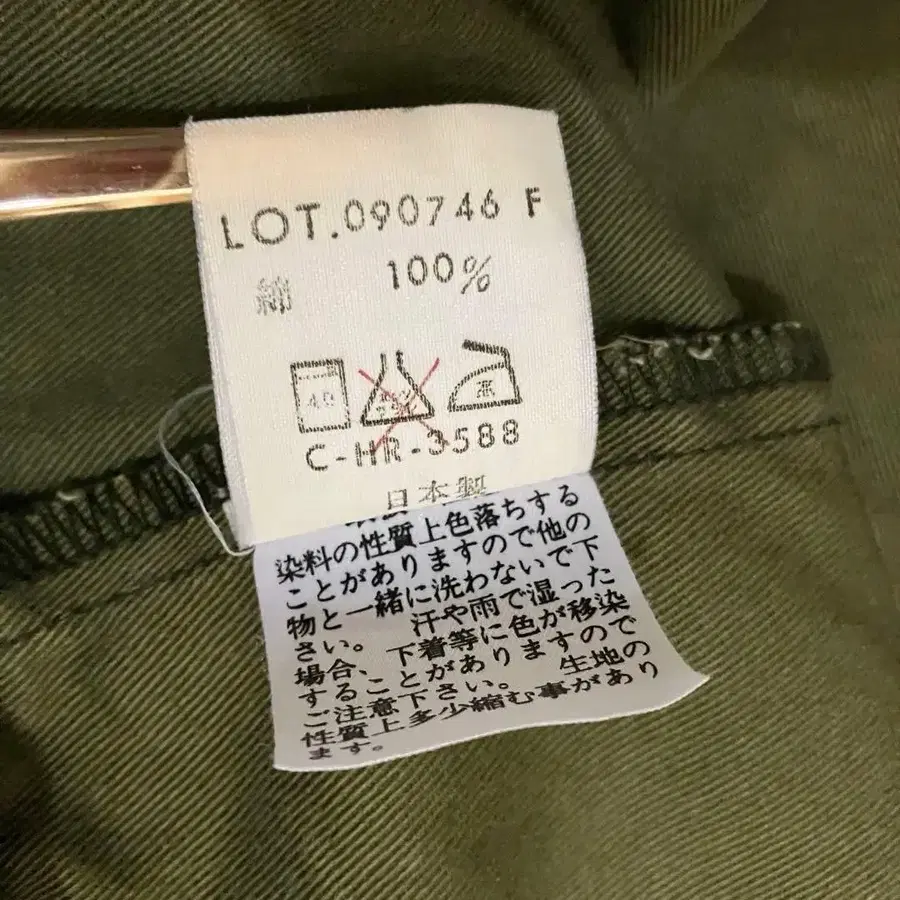 LOT.090746 F
綿 100%
40
高
C-HR-3588
日本製
染料の性質上色落ちする
ことがありますので他の
物と一緒に洗わないで下
さい。 汗や雨で湿った
場合、下着等に色が移染
することがありますので
ご注意下さい。 生地の
性質上多少縮む事があり
ます。